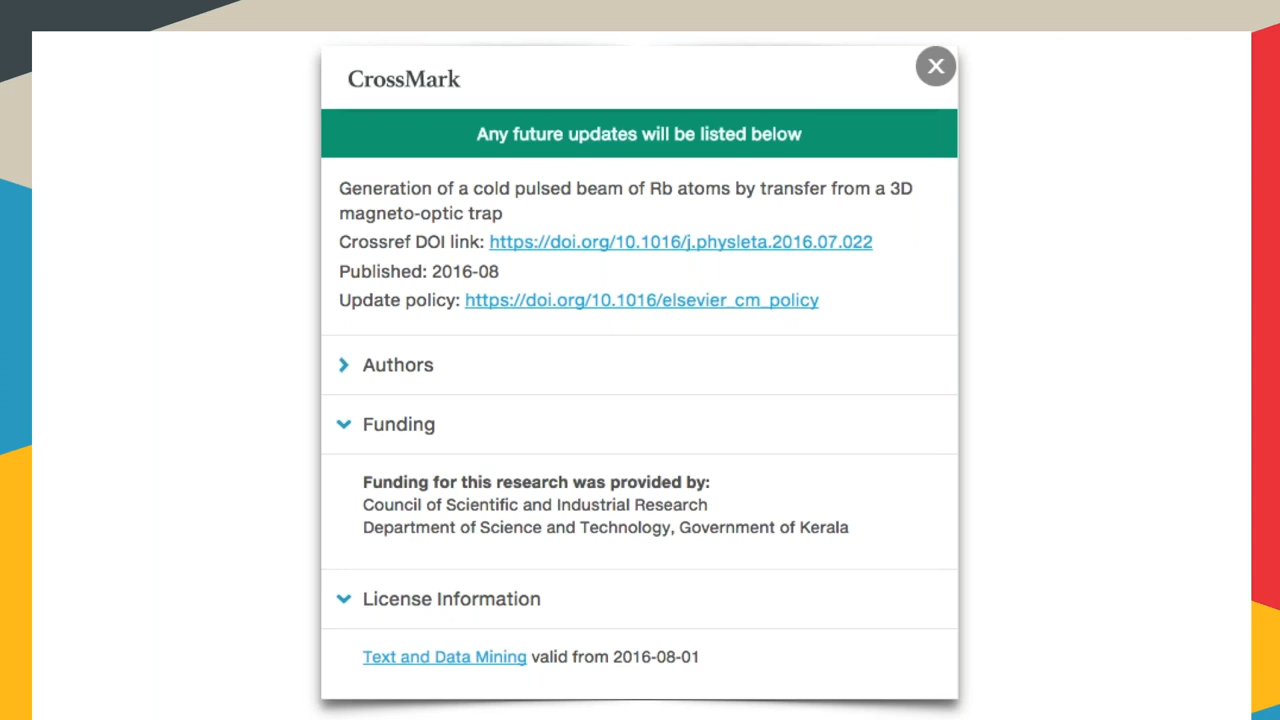 CrossMark
Any future updates will be listed below
Generation of a cold pulsed beam of Rb atoms by transfer from a 3D
magneto-optic trap
Crossref DOI link: https://doi.org/10.1016/j.physleta.2016.07.022
Published: 2016-08
Update policy: https://doi.org/10.1016/elsevier_cm_policy
Authors
Funding
Funding for this research was provided by:
Council of Scientific and Industrial Research
Department of Science and Technology, Government of Kerala
License Information
Text and Data Mining valid from 2016-08-01